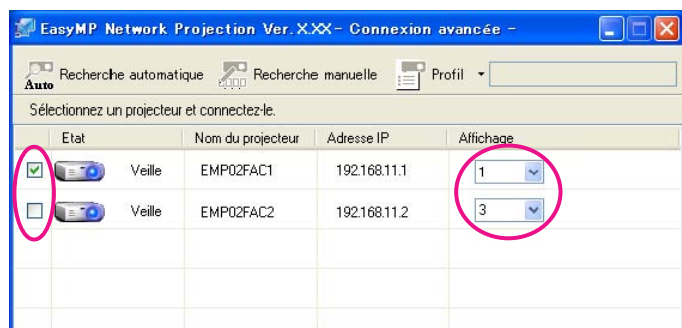 EasyMP Network Projection Ver. X.XX - Connexion avancée -
Auto Recherche automatique Recherche manuelle Profil
Sélectionnez un projecteur et connectez-le.
Etat Nom du projecteur Adresse IP Affichage
Veille EMP02FAC1 192.168.11.1 1
Veille EMP02FAC2 192.168.11.2 3